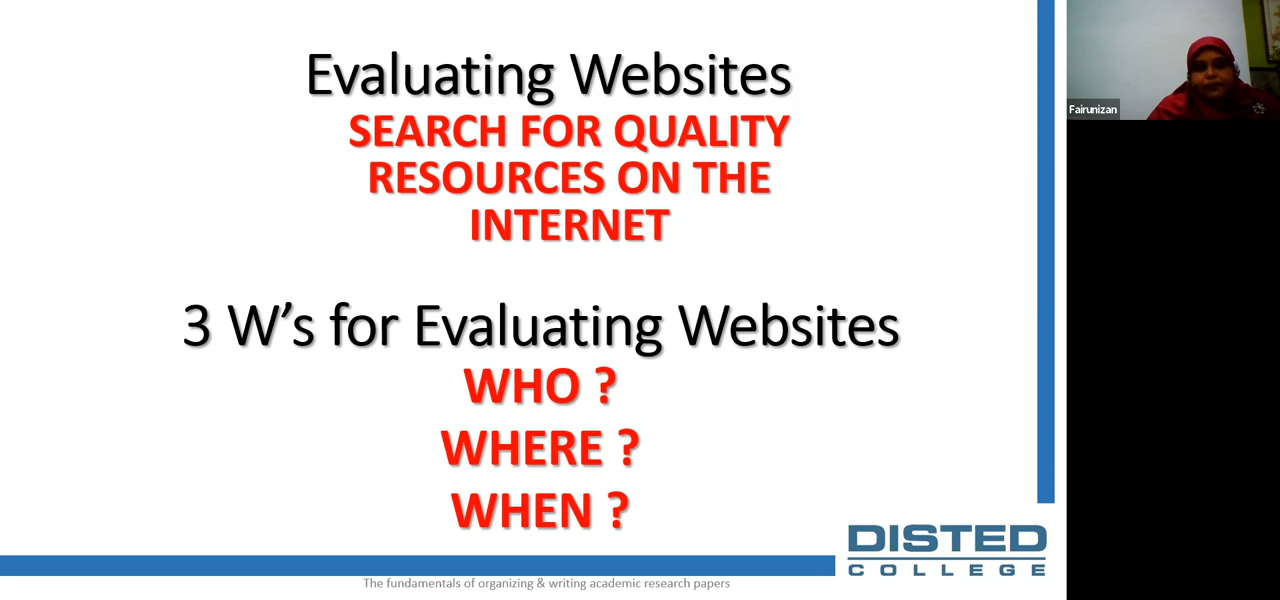 Evaluating Websites
SEARCH FOR QUALITY
RESOURCES ON THE
INTERNET
3 W’s for Evaluating Websites
WHO ?
WHERE ?
WHEN ?
DISTED
COLLEGE
The fundamentals of organizing & writing academic research papers
Fairunizan